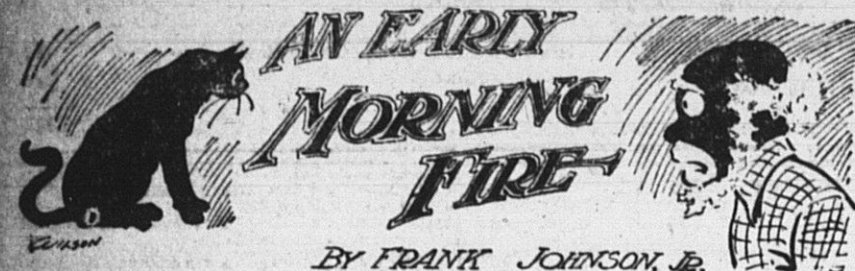 AN EARLY
MORNING
FIRE
BY FRANK JOHNSON, JR.